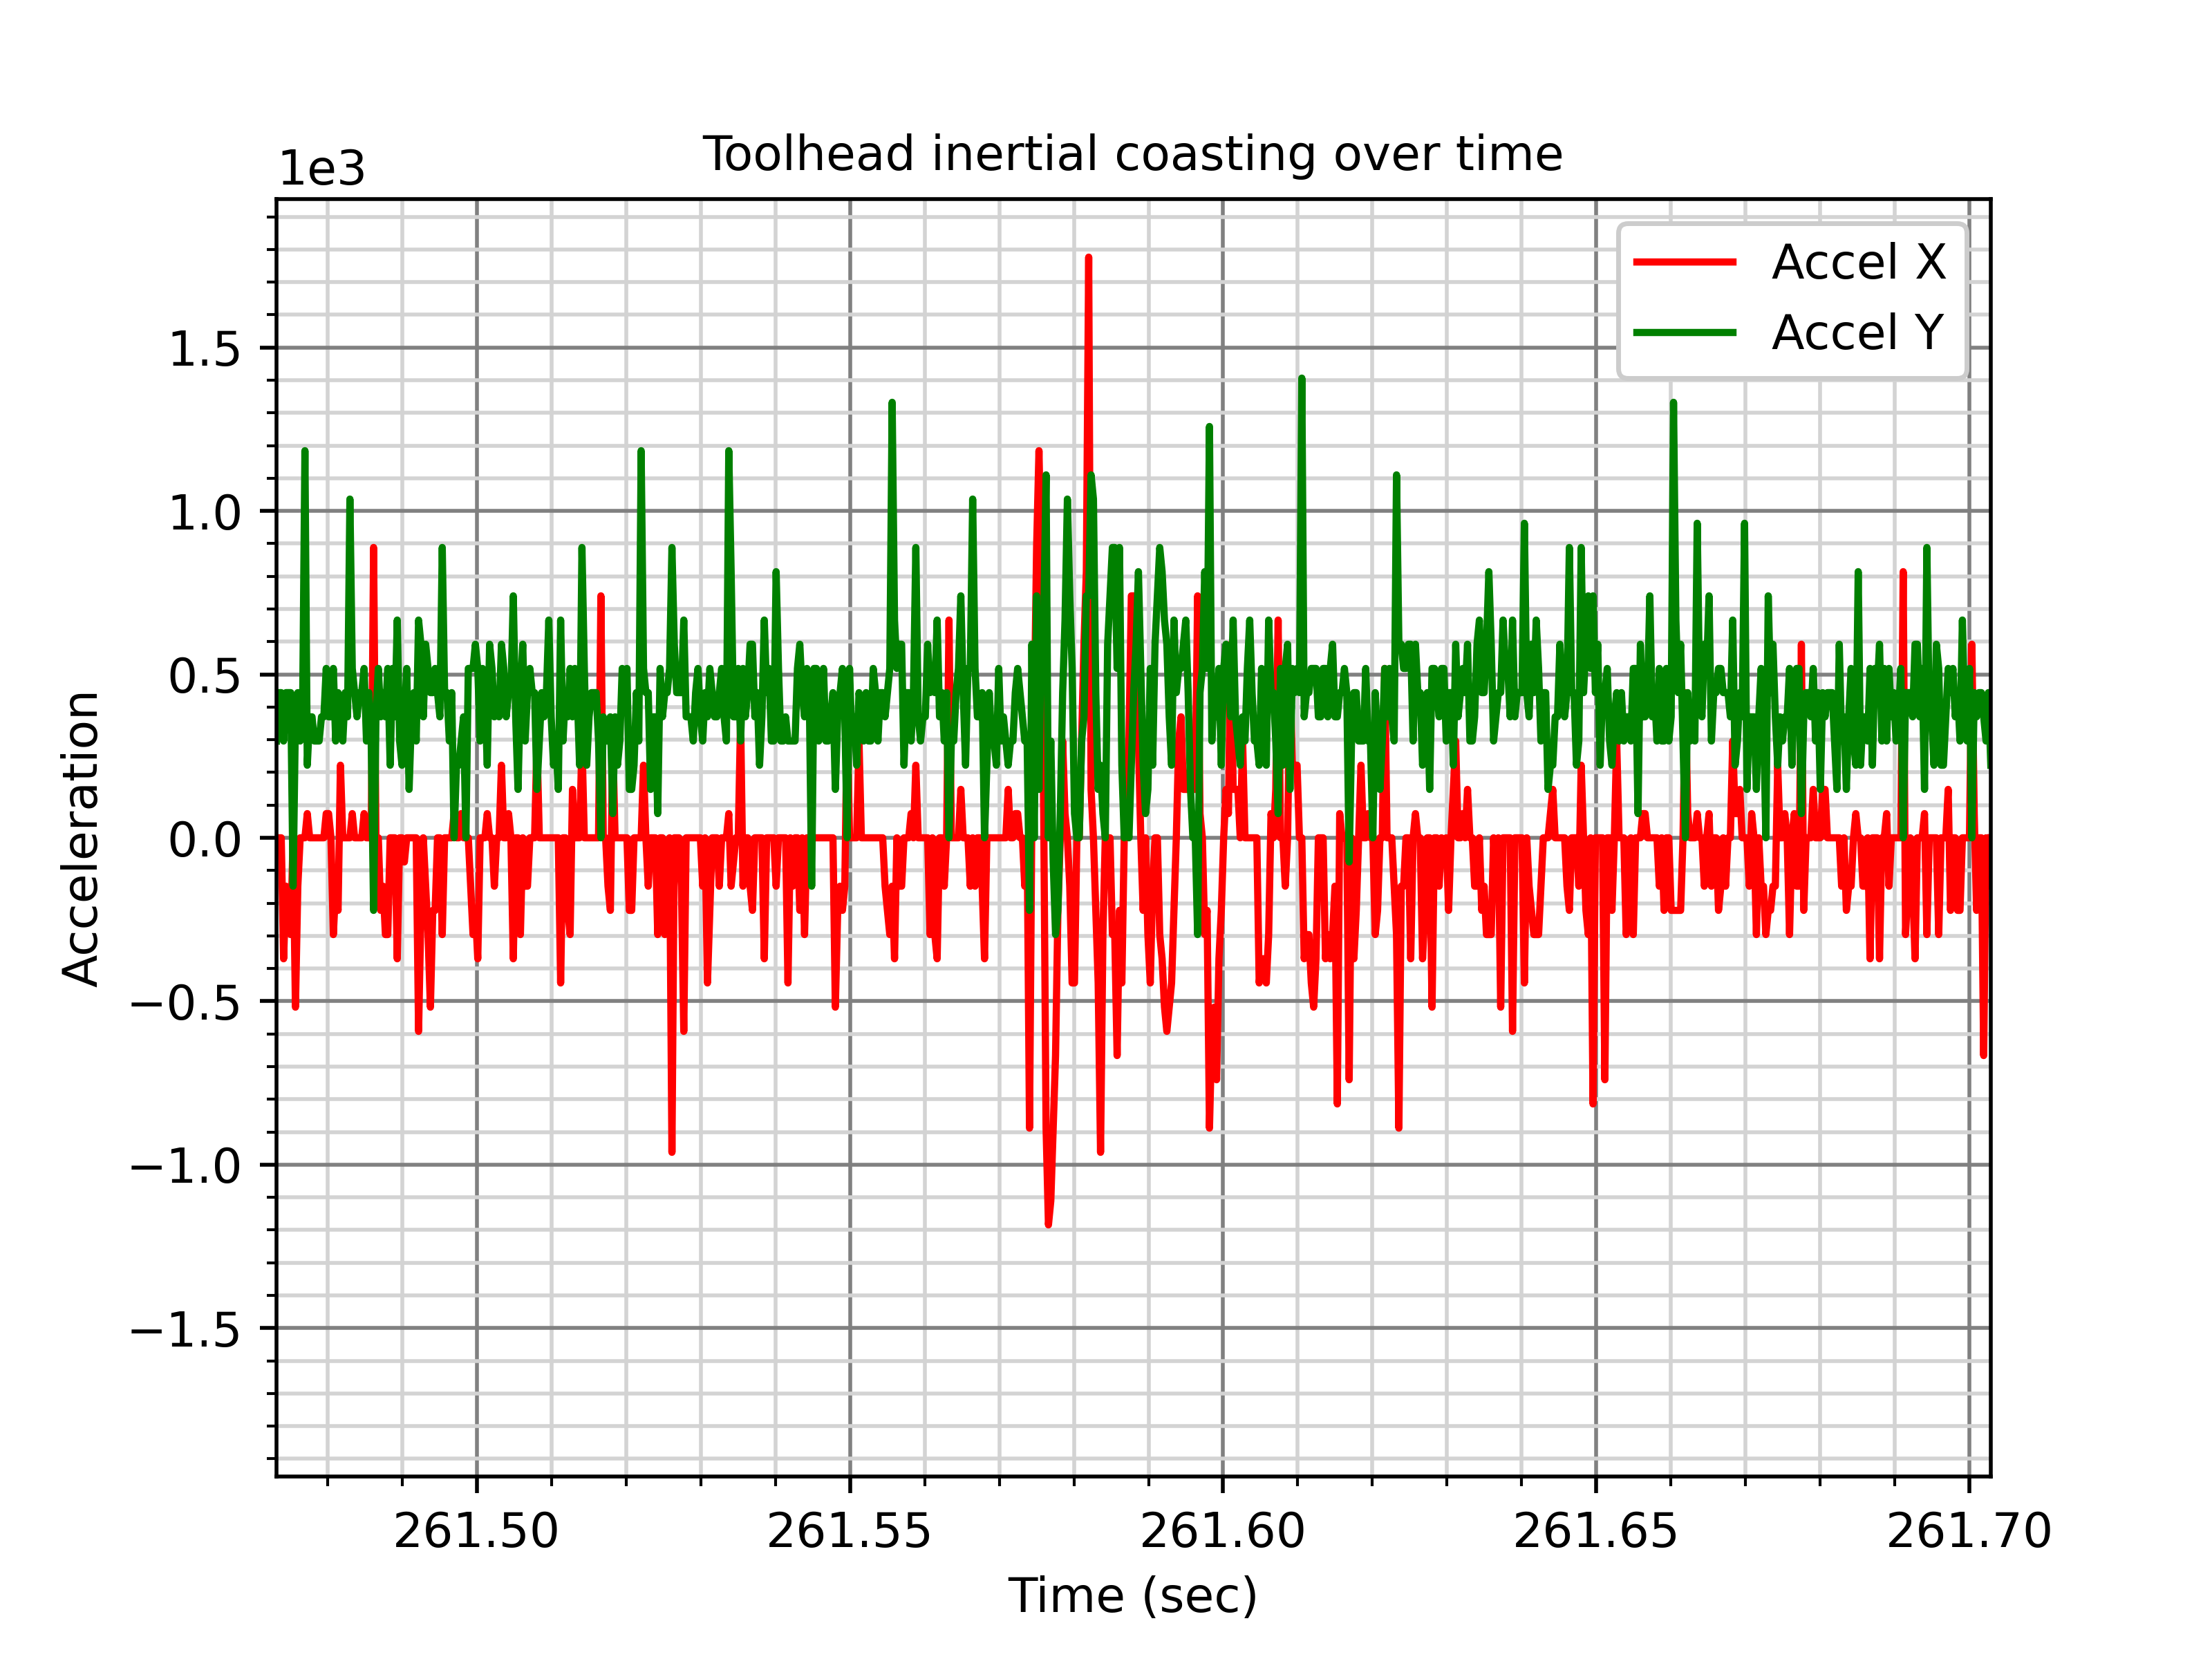 Toolhead inertial coasting over time
1e3
Accel X
Accel Y
1.5
1.0
0.5
0.0
−0.5
−1.0
−1.5
Acceleration
261.50 261.55 261.60 261.65 261.70
Time (sec)